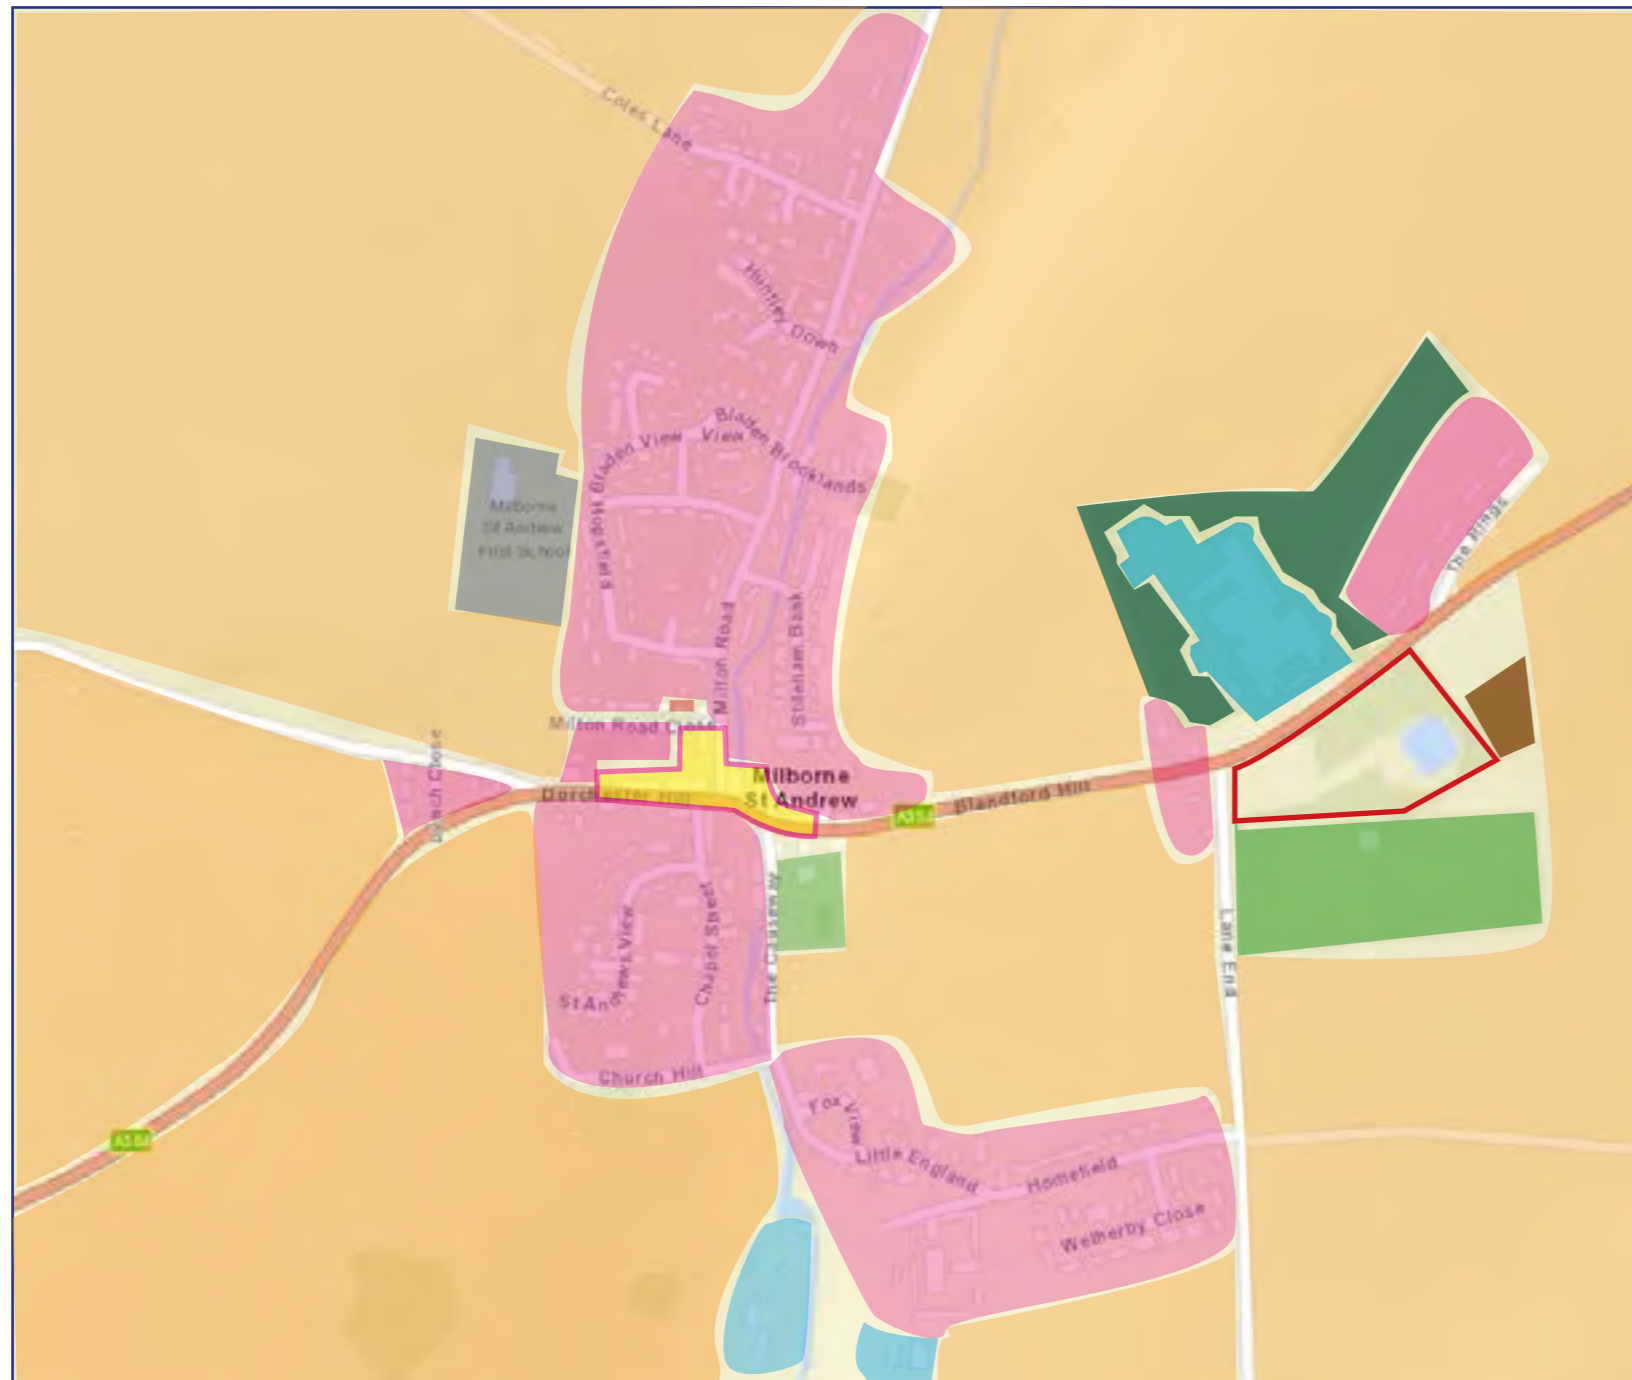 Coles Lane
Huntley Down
Bladen View
Bladen
View
Brooklands
Hopsfield
Milborne
St Andrew
First School
Milton Road
Stileham Bank
Milton Road Close
Milborne
St Andrew
Dorchester Hill
A354
Blandford Hill
The Rings
Lane End
The Causeway
Chapel Street
St Andrews View
Church Hill
A354
Fox View
Little England
Homefield
Wetherby Close